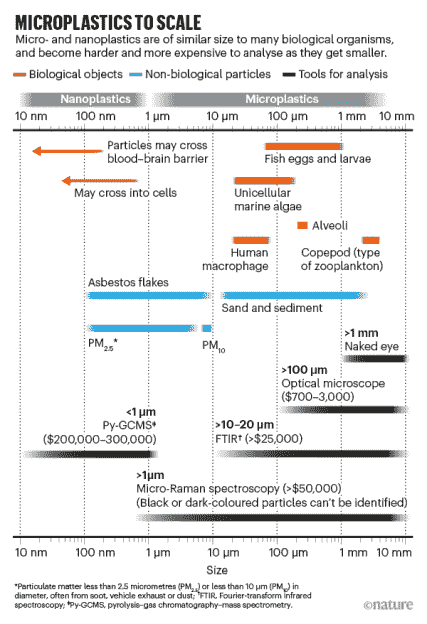 MICROPLASTICS TO SCALE
Micro- and nanoplastics are of similar size to many biological organisms,
and become harder and more expensive to analyse as they get smaller.
Biological objects Non-biological particles Tools for analysis
Nanoplastics Microplastics
10 nm 100 nm 1 µm 10 µm 100 µm 1 mm 10 mm
Particles may cross
blood–brain barrier
Fish eggs and larvae
May cross into cells
Unicellular
marine algae
Alveoli
Human
macrophage
Copepod (type
of zooplankton)
Asbestos flakes
Sand and sediment
PM2.5*
PM10
>1 mm
Naked eye
>100 µm
Optical microscope
($700–3,000)
<1 µm
Py-GCMS‡
($200,000–300,000)
>10–20 µm
FTIR† (>$25,000)
>1µm
Micro-Raman spectroscopy (>$50,000)
(Black or dark-coloured particles can't be identified)
10 nm 100 nm 1 µm 10 µm 100 µm 1 mm 10 mm
Size
*Particulate matter less than 2.5 micrometres (PM2.5) or less than 10 µm (PM10) in
diameter, often from soot, vehicle exhaust or dust; †FTIR, Fourier-transform infrared
spectroscopy; ‡Py-GCMS, pyrolysis–gas chromatography–mass spectrometry.
©nature